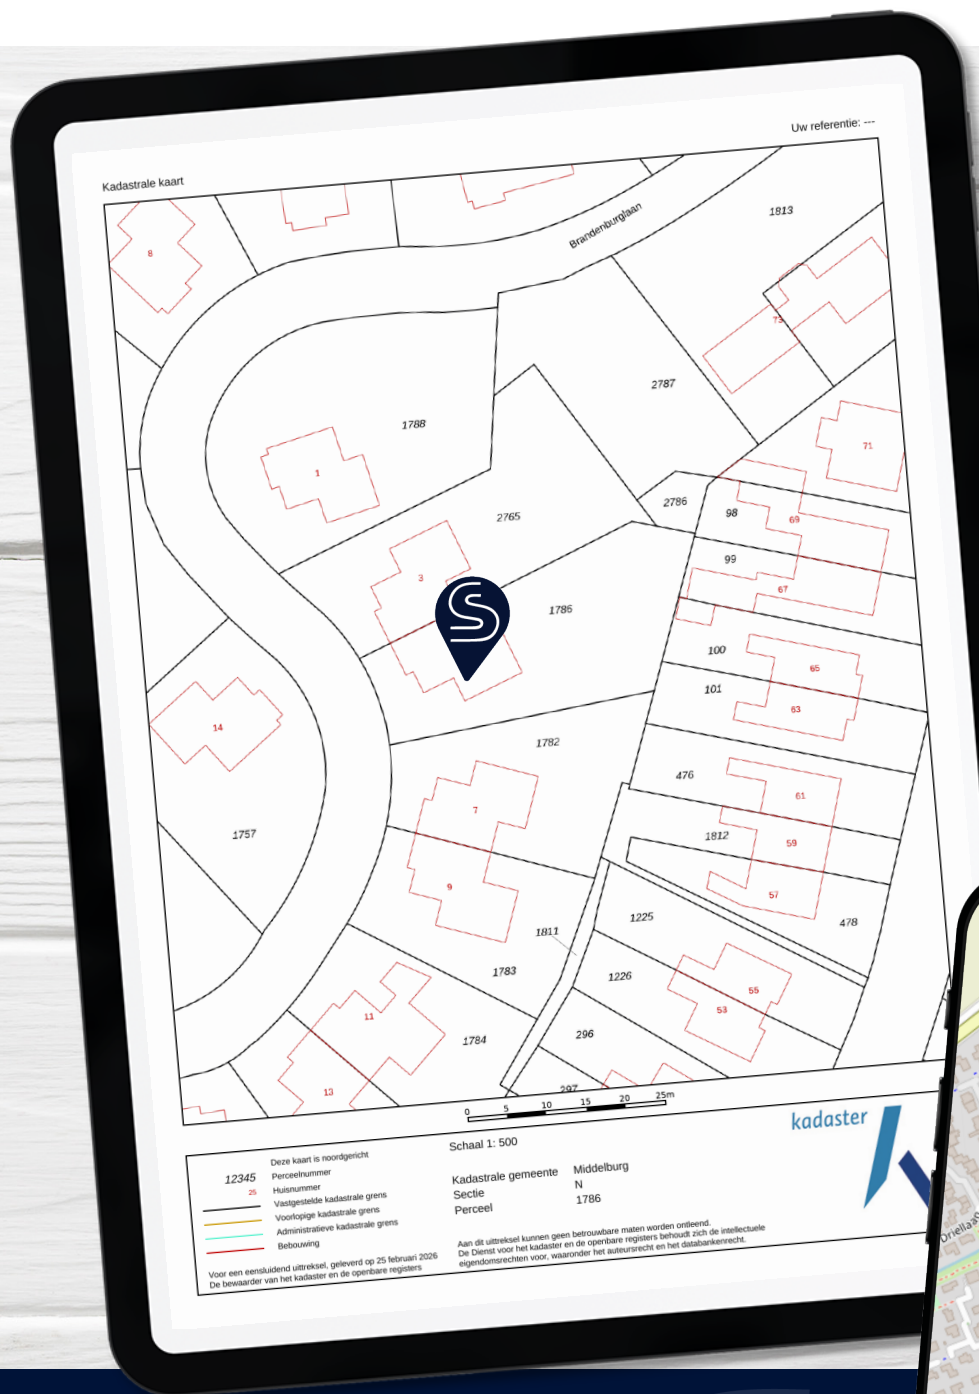 Uw referentie: ---
Kadastrale kaart
Brandenburglaan
1813
8
73
2787
1788
71
1
2786
98
2765
69
99
3
67
S
1786
100
65
101
63
14
1782
476
61
7
1812
59
1757
9
57
1225
478
1811
1783
1226
55
53
11
1784
296
13
297
0 5 10 15 20 25m
Schaal 1: 500
kadaster
12345
25
Deze kaart is noordgericht
Perceelnummer
Huisnummer
Vastgestelde kadastrale grens
Voorlopige kadastrale grens
Administratieve kadastrale grens
Bebouwing
Kadastrale gemeente Middelburg
Sectie N
Perceel 1786
Voor een eensluidend uittreksel, geleverd op 25 februari 2026
De bewaarder van het kadaster en de openbare registers
Aan dit uittreksel kunnen geen betrouwbare maten worden ontleend.
De Dienst voor het kadaster en de openbare registers behoudt zich de intellectuele
eigendomsrechten voor, waaronder het auteursrecht en het databankenrecht.